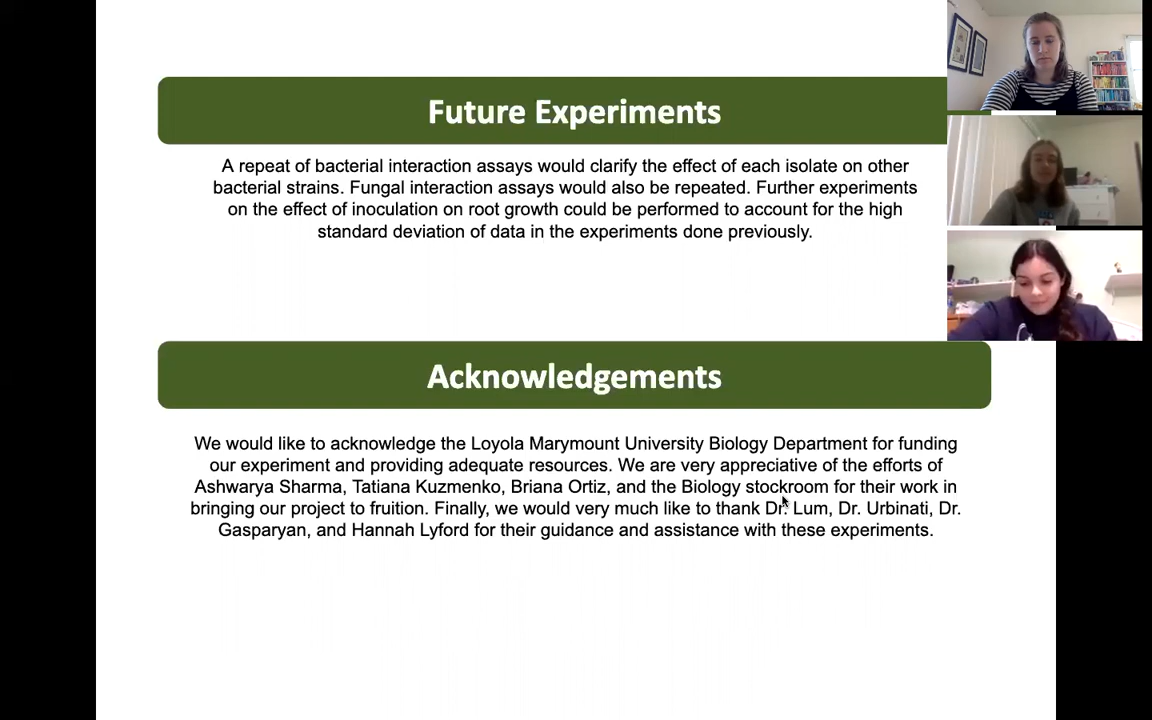 Future Experiments
A repeat of bacterial interaction assays would clarify the effect of each isolate on other
bacterial strains. Fungal interaction assays would also be repeated. Further experiments
on the effect of inoculation on root growth could be performed to account for the high
standard deviation of data in the experiments done previously.
Acknowledgements
We would like to acknowledge the Loyola Marymount University Biology Department for funding
our experiment and providing adequate resources. We are very appreciative of the efforts of
Ashwarya Sharma, Tatiana Kuzmenko, Briana Ortiz, and the Biology stockroom for their work in
bringing our project to fruition. Finally, we would very much like to thank Dr. Lum, Dr. Urbinati, Dr.
Gasparyan, and Hannah Lyford for their guidance and assistance with these experiments.